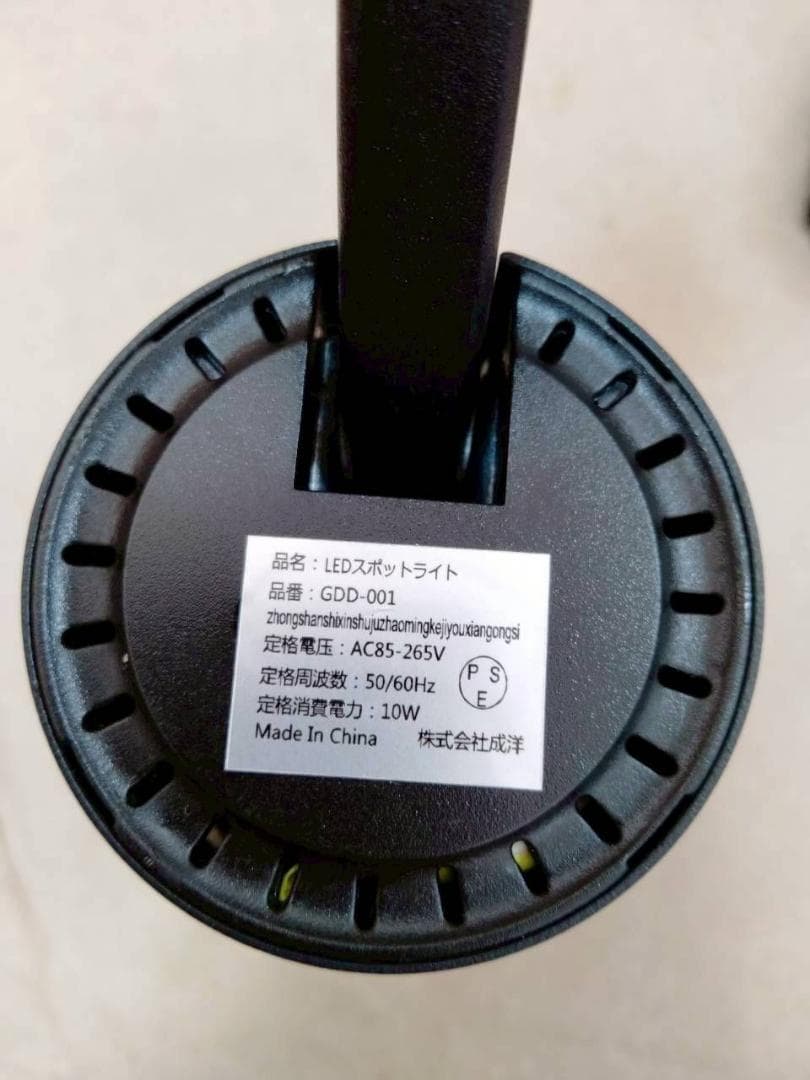 品名：LEDスポットライト
品番：GDD-001
zhongshanshixinshujuzhaomingkejiyouxiangongsi
定格電圧：AC85-265V
定格周波数：50/60Hz
PSE
定格消費電力：10W
Made In China 株式会社成洋